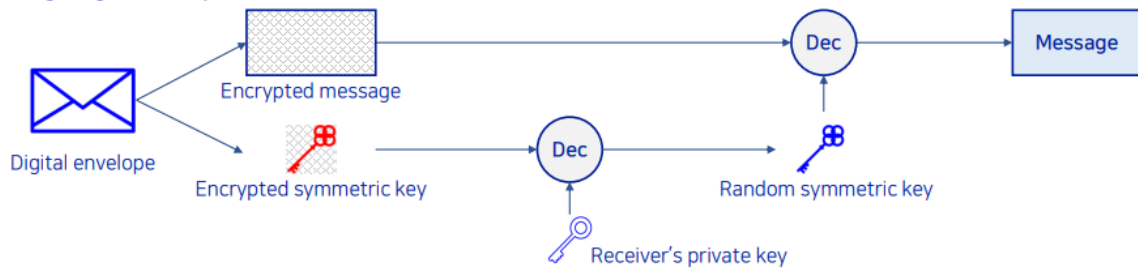 Dec
Message
Encrypted message
Digital envelope
Dec
Encrypted symmetric key
Random symmetric key
Receiver's private key